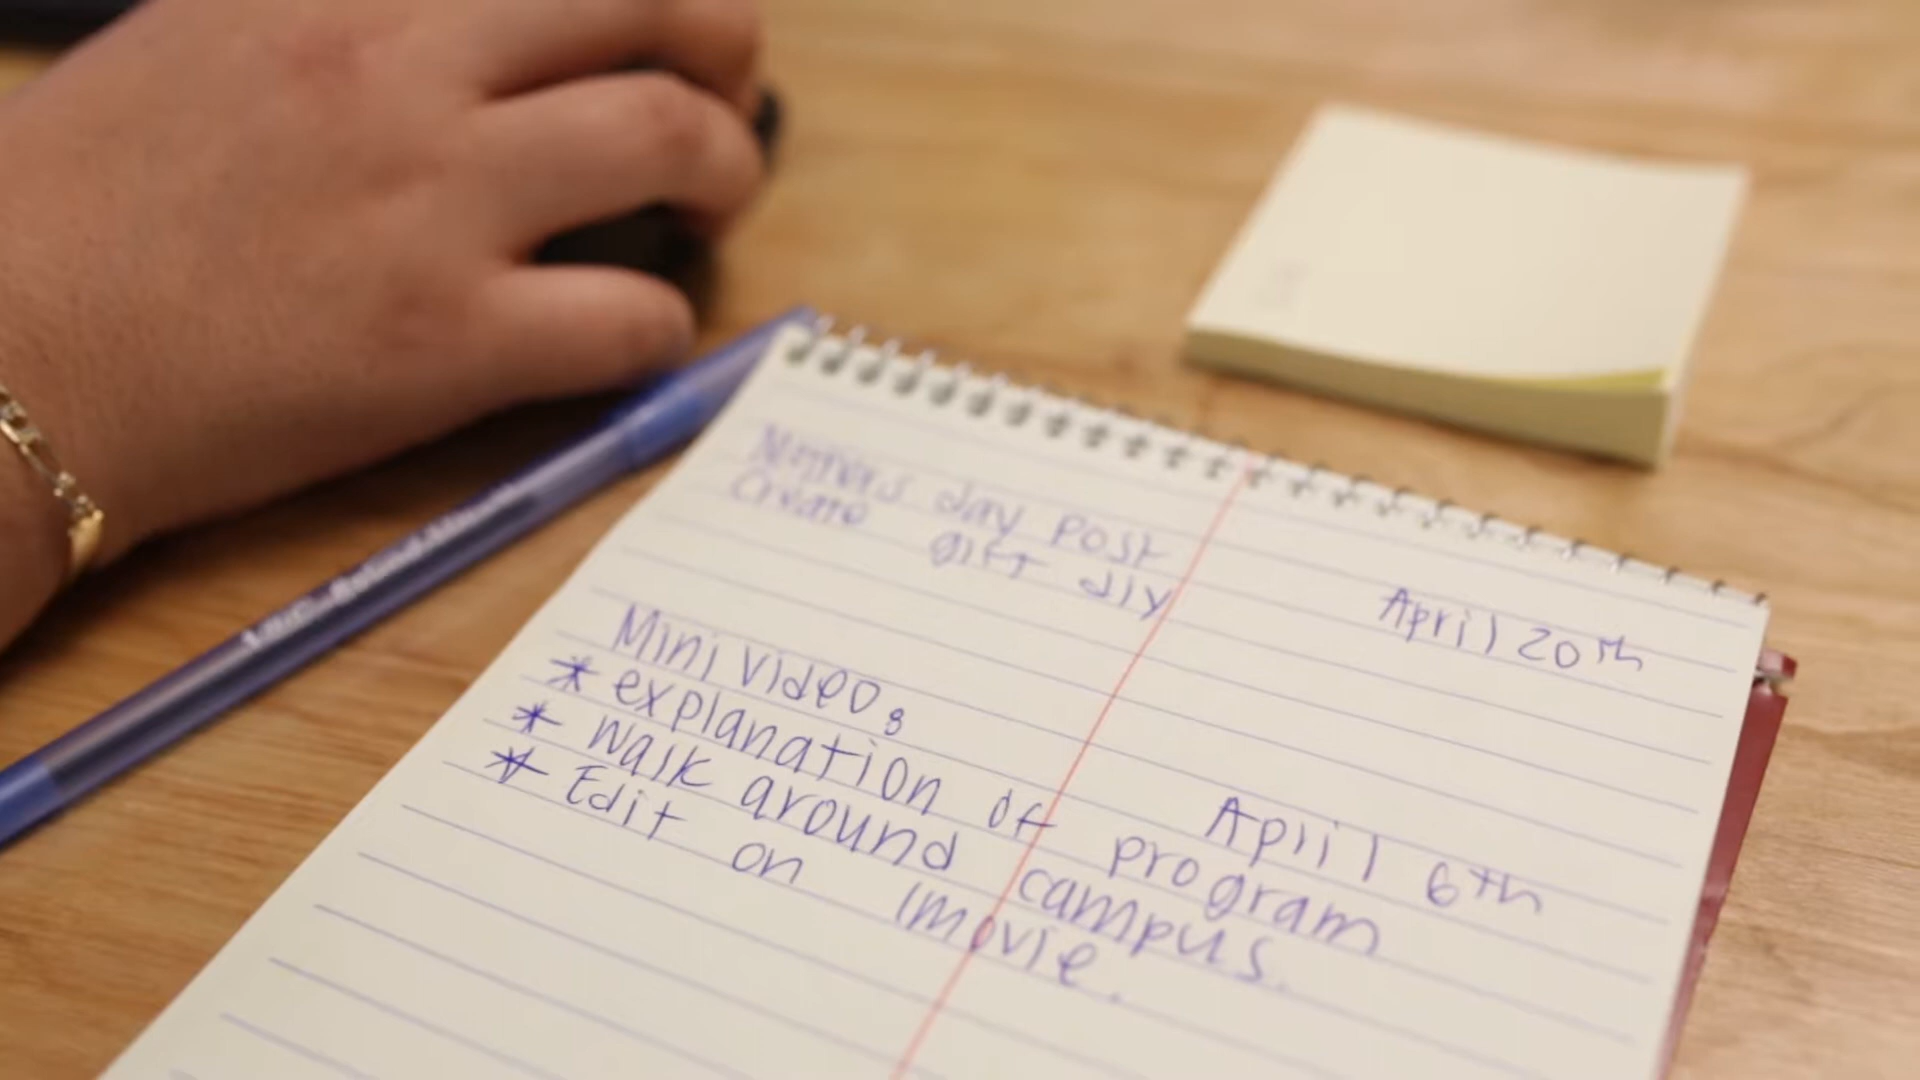 Mothers day post
Create gift diy
April 20th
Mini videos
* explanation of program
April 6th
* walk around campus.
* Edit on imovie.